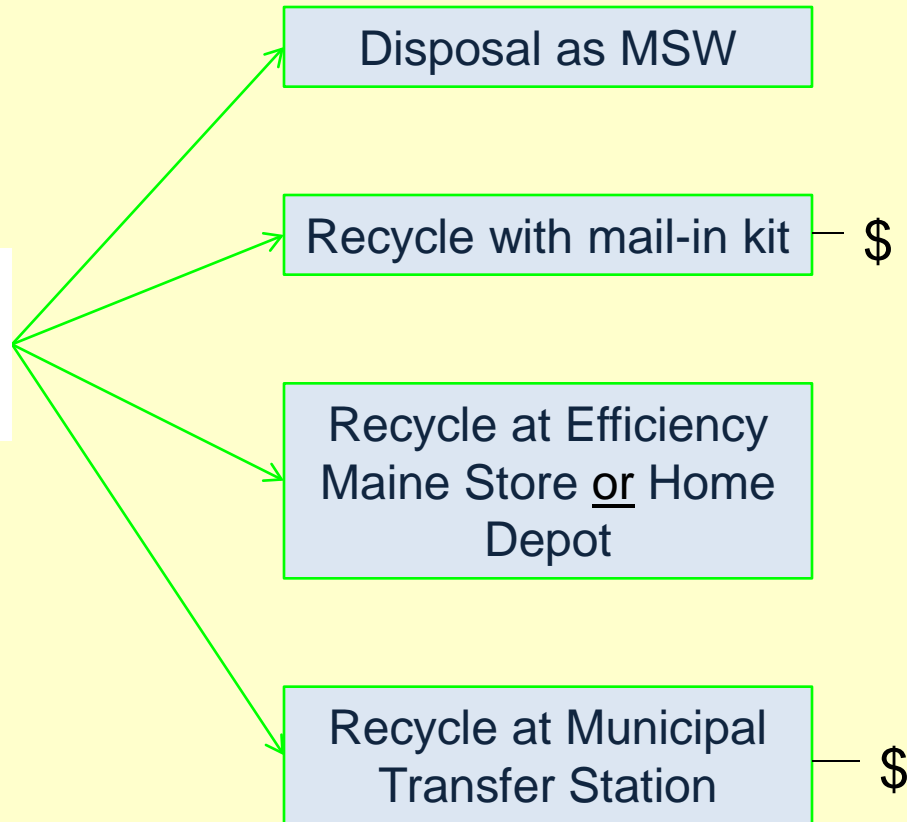 Disposal as MSW
Recycle with mail-in kit
$
Recycle at Efficiency
Maine Store or Home
Depot
Recycle at Municipal
Transfer Station
$